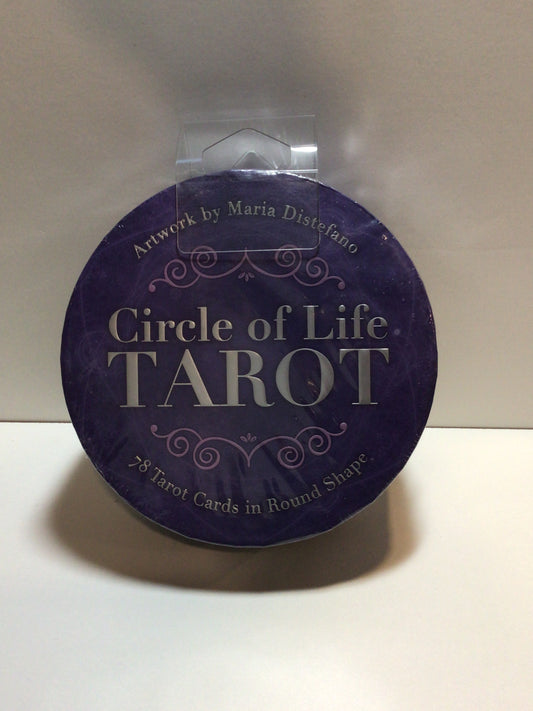 Artwork by Maria Distefano
Circle of Life
TAROT
78 Tarot Cards in Round Shape